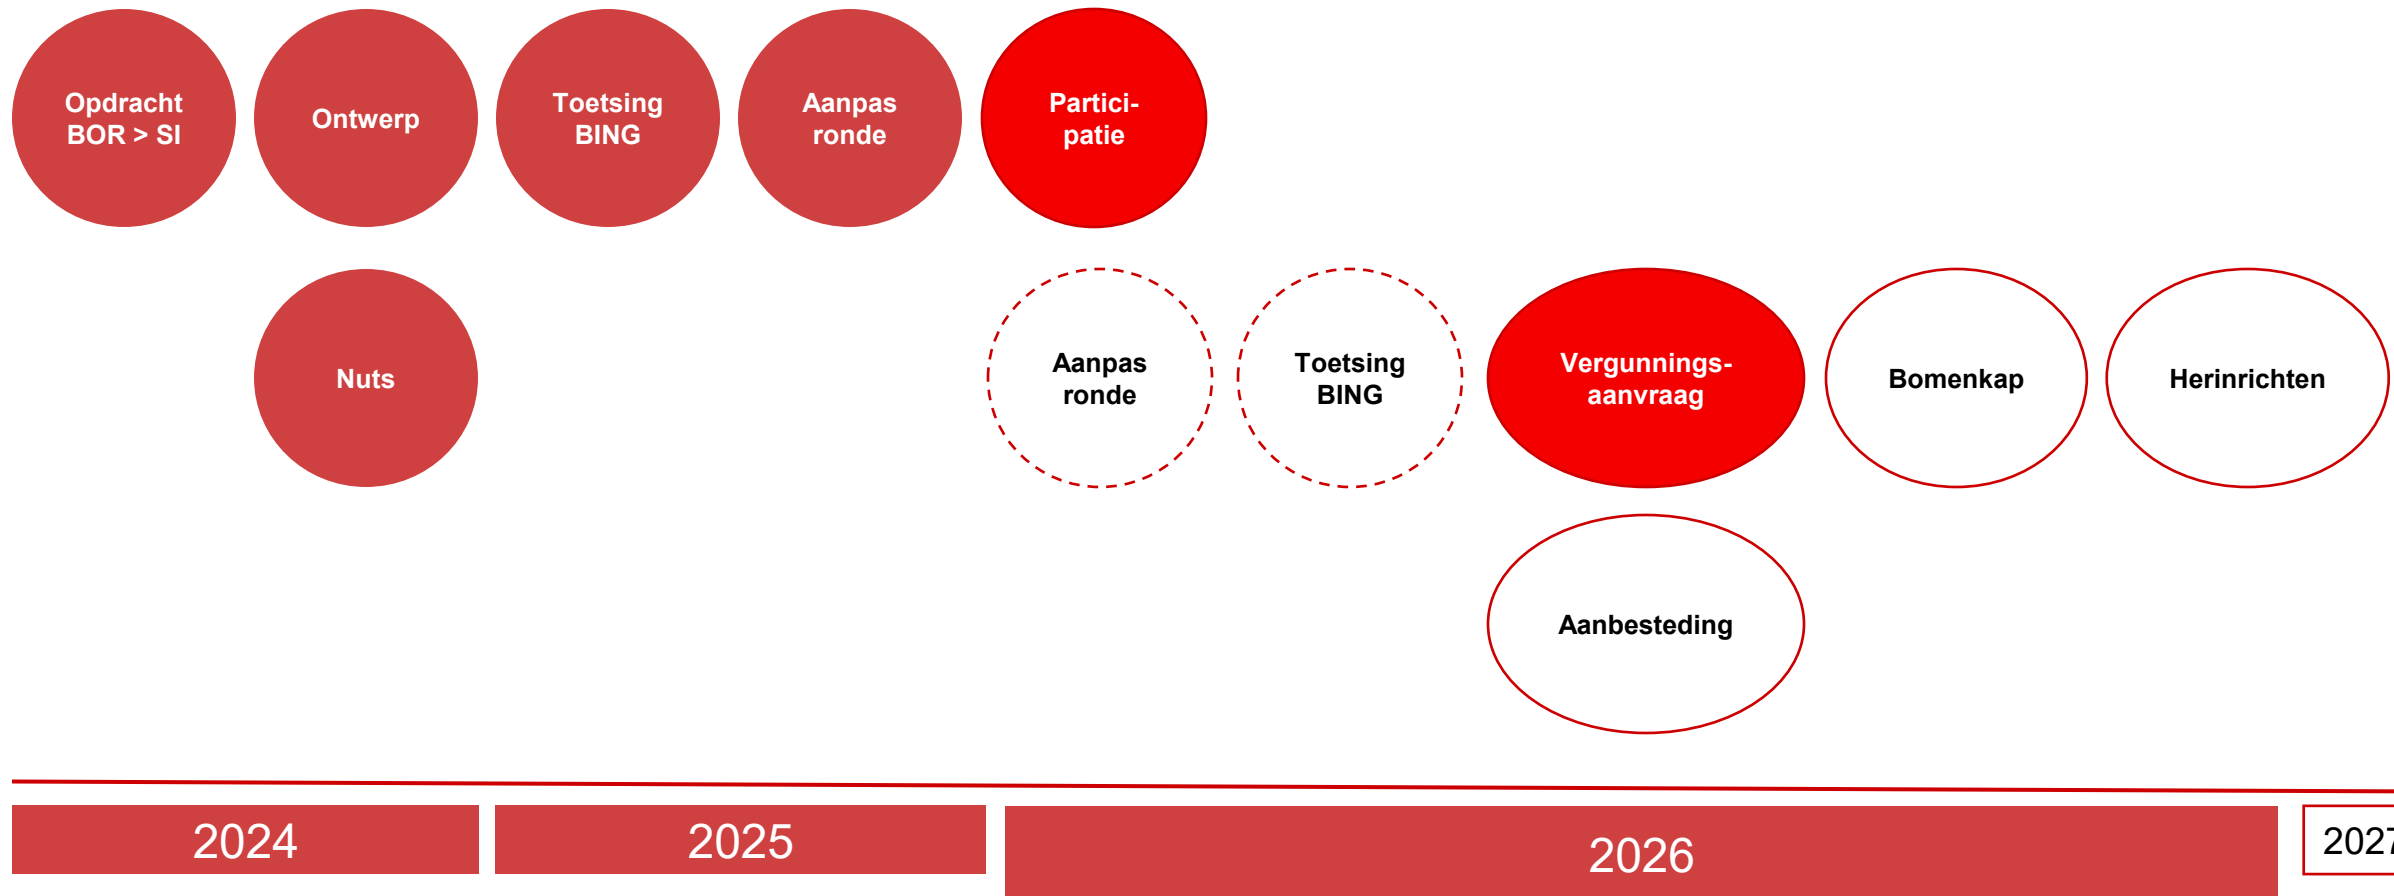 Opdracht
BOR > SI
Ontwerp
Toetsing
BING
Aanpas
ronde
Partici-
patie
Nuts
Aanpas
ronde
Toetsing
BING
Vergunnings-
aanvraag
Bomenkap
Herinrichten
Aanbesteding
2024
2025
2026
2027